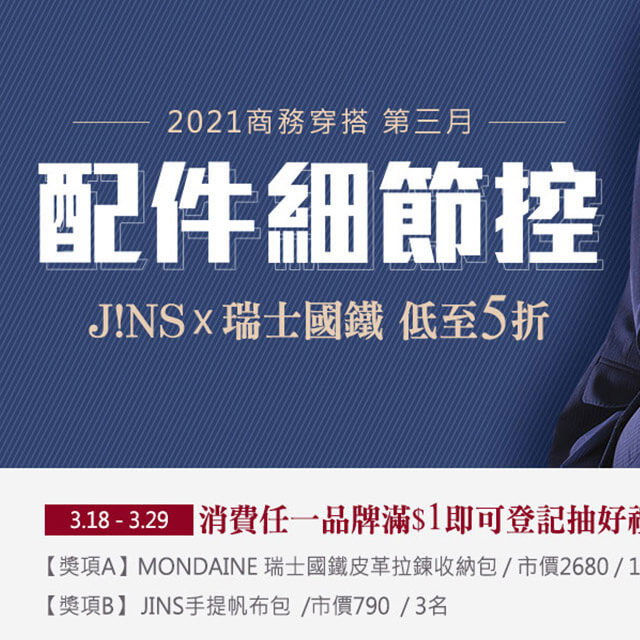 2021商務穿搭 第三月
配件細節控
J!NS x 瑞士國鐵 低至5折
3.18 - 3.29 消費任一品牌滿$1即可登記抽好
【獎項A】MONDAINE 瑞士國鐵皮革拉鍊收納包 / 市價2680 / 1
【獎項B】 JINS手提帆布包 /市價790 / 3名